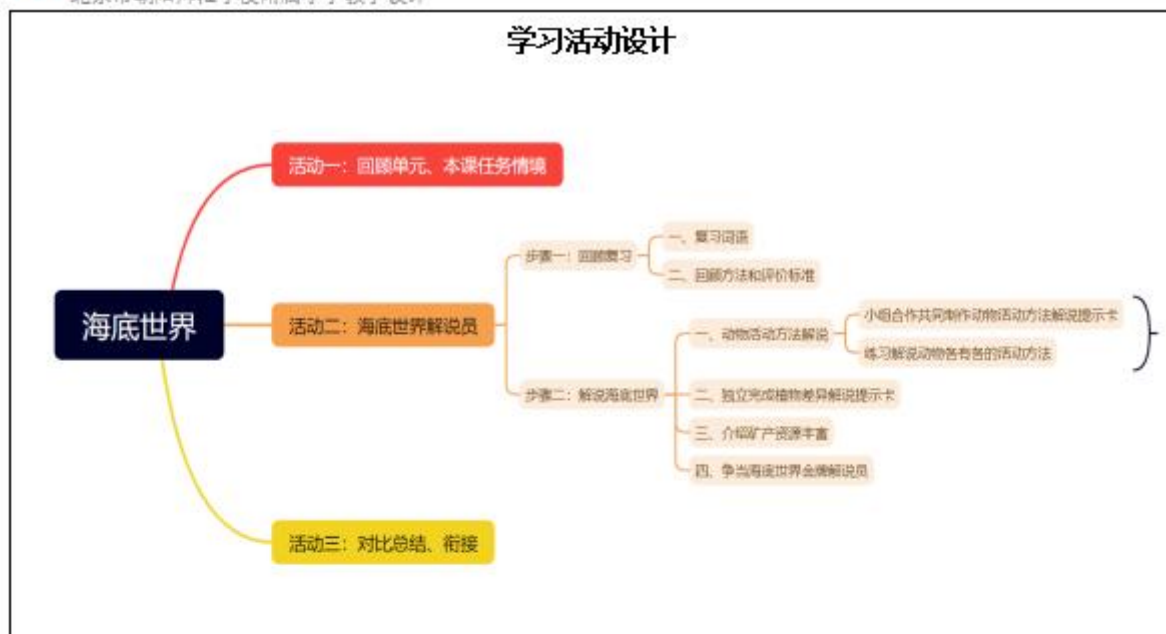 学习活动设计
海底世界
活动一：回顾单元、本课任务情境
活动二：海底世界解说员
步骤一：回顾复习
一、复习词语
二、回顾方法和评价标准
步骤二：解说海底世界
一、动物活动方法解说
小组合作共同制作动物活动方法解说提示卡
练习解说动物各有各的活动方法
二、独立完成植物差异解说提示卡
三、介绍矿产资源丰富
四、争当海底世界金牌解说员
活动三：对比总结、衔接